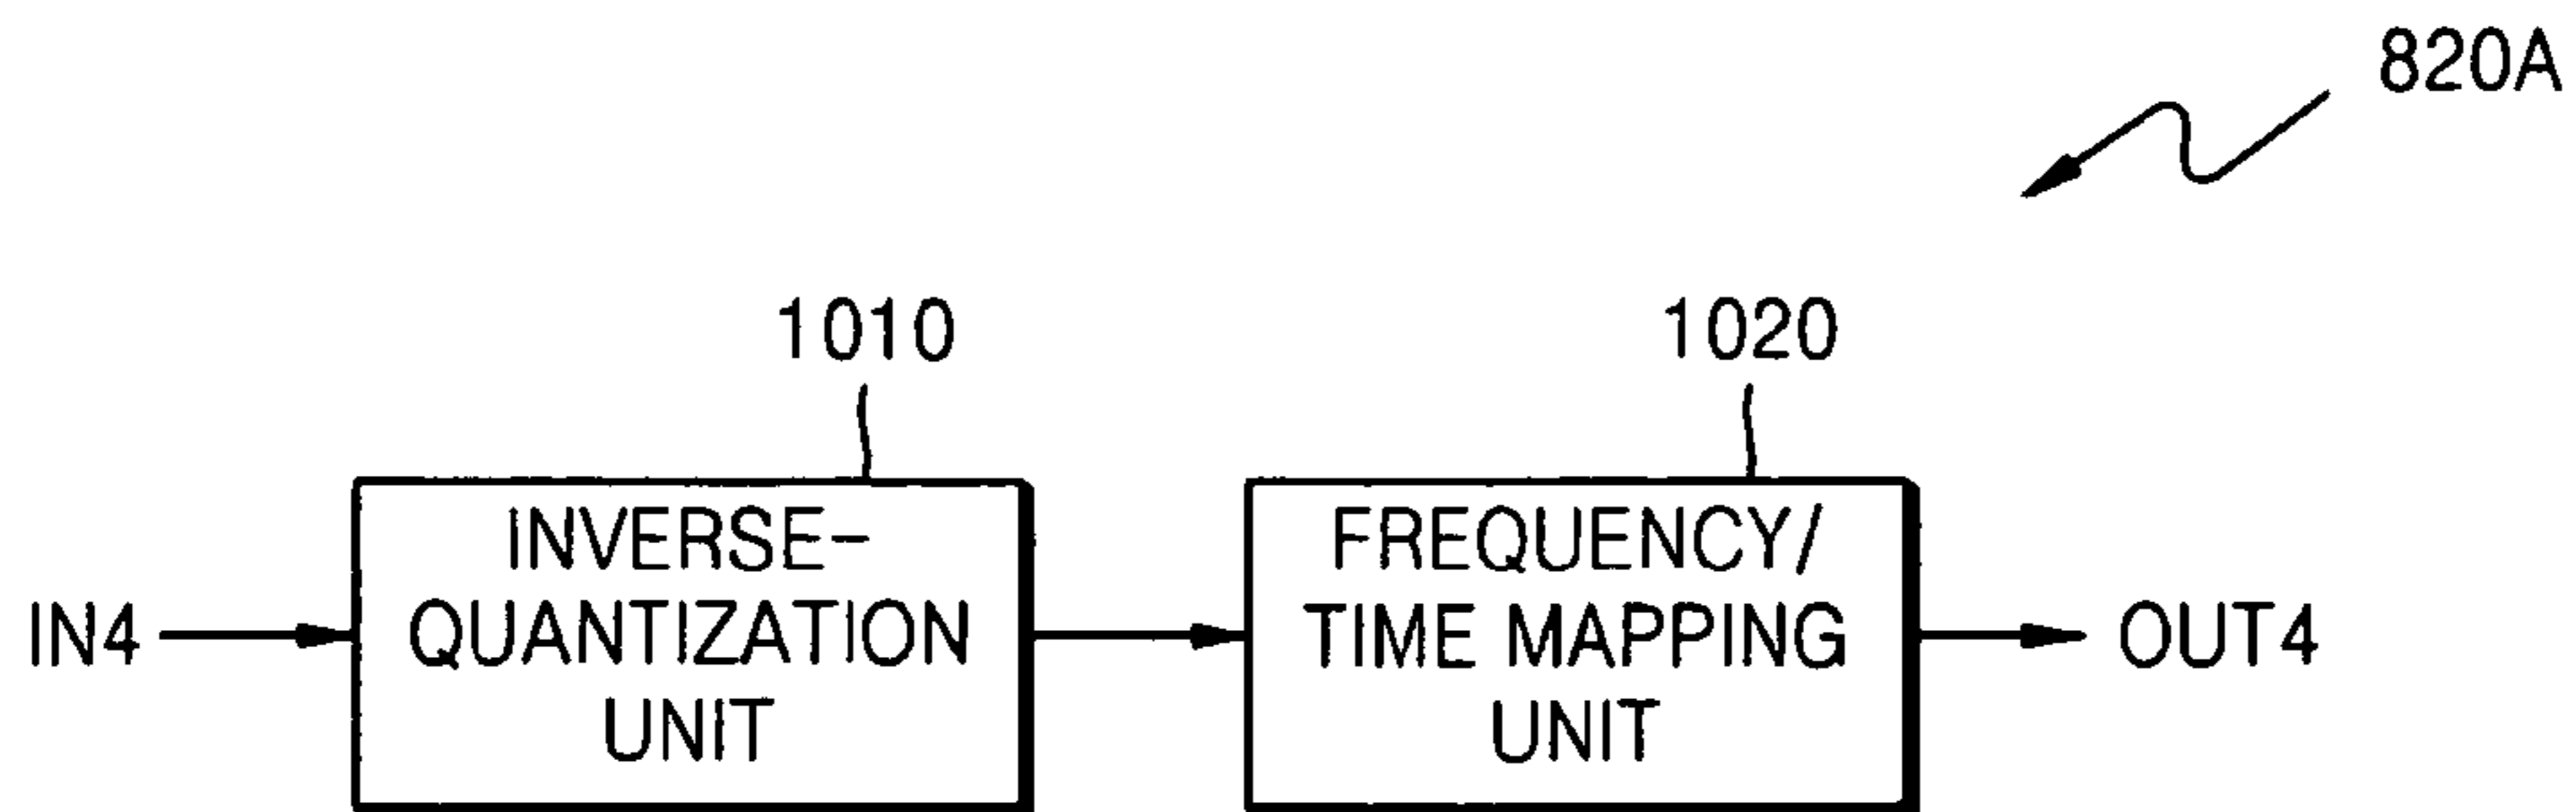 820A
1010
1020
INVERSE-
QUANTIZATION
UNIT
FREQUENCY/
TIME MAPPING
UNIT
IN4
OUT4